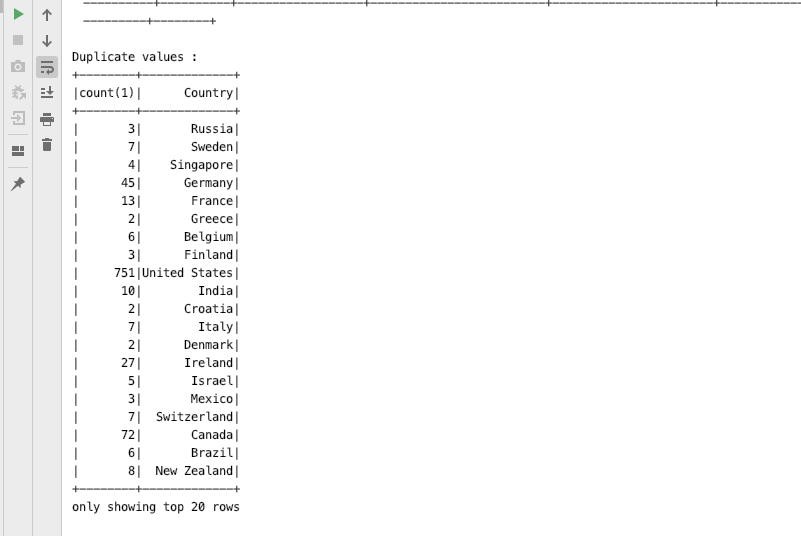 Duplicate values :
+--------+-------------+
|count(1)|      Country|
+--------+-------------+
|       3|       Russia|
|       7|       Sweden|
|       4|    Singapore|
|      45|      Germany|
|      13|       France|
|       2|       Greece|
|       6|      Belgium|
|       3|      Finland|
|     751|United States|
|      10|        India|
|       2|      Croatia|
|       7|        Italy|
|       2|      Denmark|
|      27|      Ireland|
|       5|       Israel|
|       3|       Mexico|
|       7|  Switzerland|
|      72|       Canada|
|       6|       Brazil|
|       8|  New Zealand|
+--------+-------------+
only showing top 20 rows